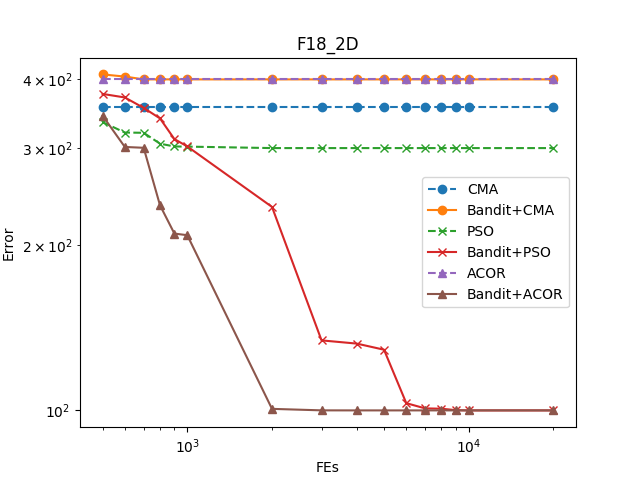 F18_2D
Error
4 × 10²
3 × 10²
2 × 10²
10²
CMA
Bandit+CMA
PSO
Bandit+PSO
ACOR
Bandit+ACOR
10³
10⁴
FEs